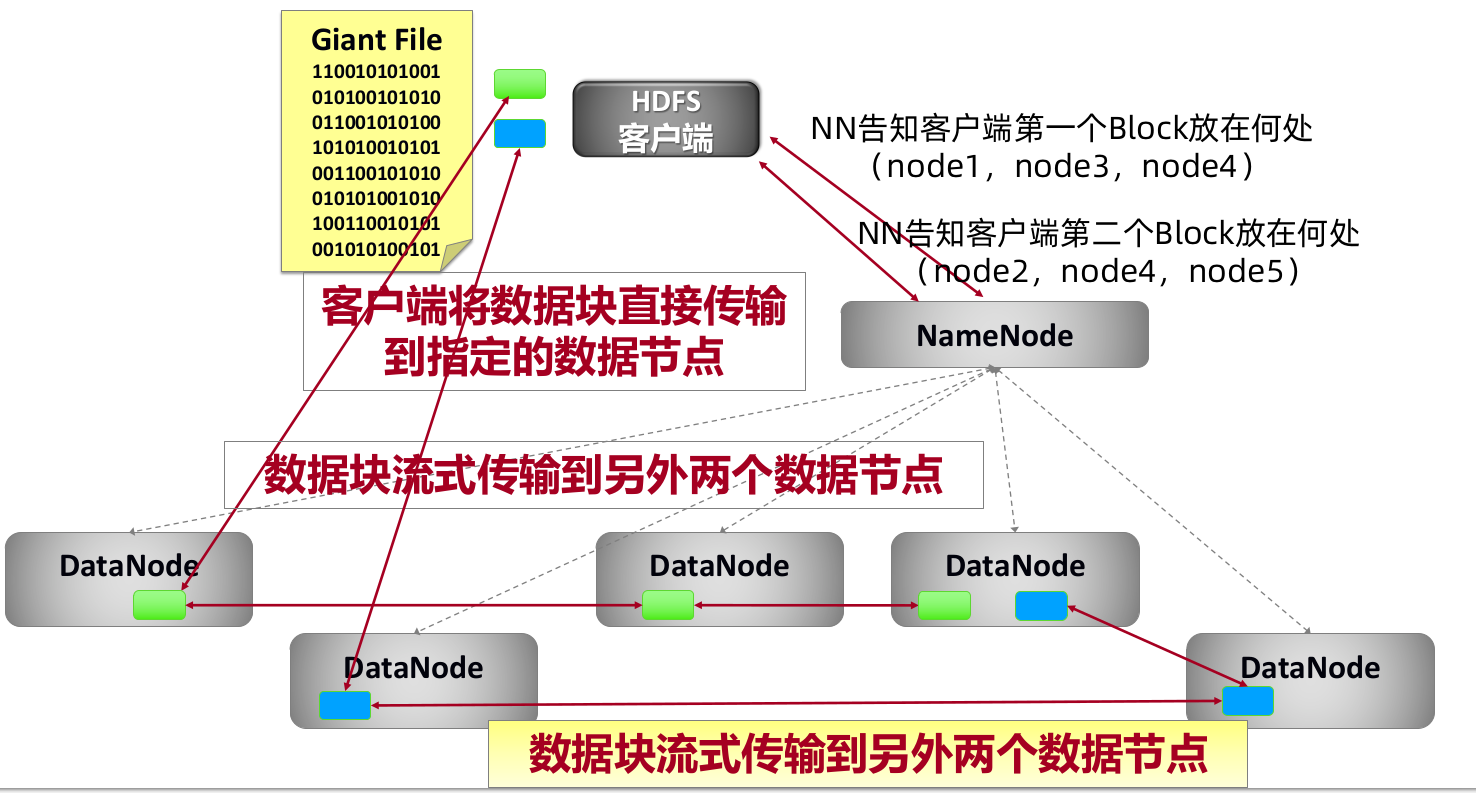 Giant File
110010101001
010100101010
011001010100
101010010101
001100101010
010101001010
100110010101
001010100101
HDFS
客户端
NN告知客户端第一个Block放在何处
（node1，node3，node4）
NN告知客户端第二个Block放在何处
（node2，node4，node5）
客户端将数据块直接传输
到指定的数据节点
NameNode
数据块流式传输到另外两个数据节点
DataNode
DataNode
DataNode
DataNode
DataNode
数据块流式传输到另外两个数据节点